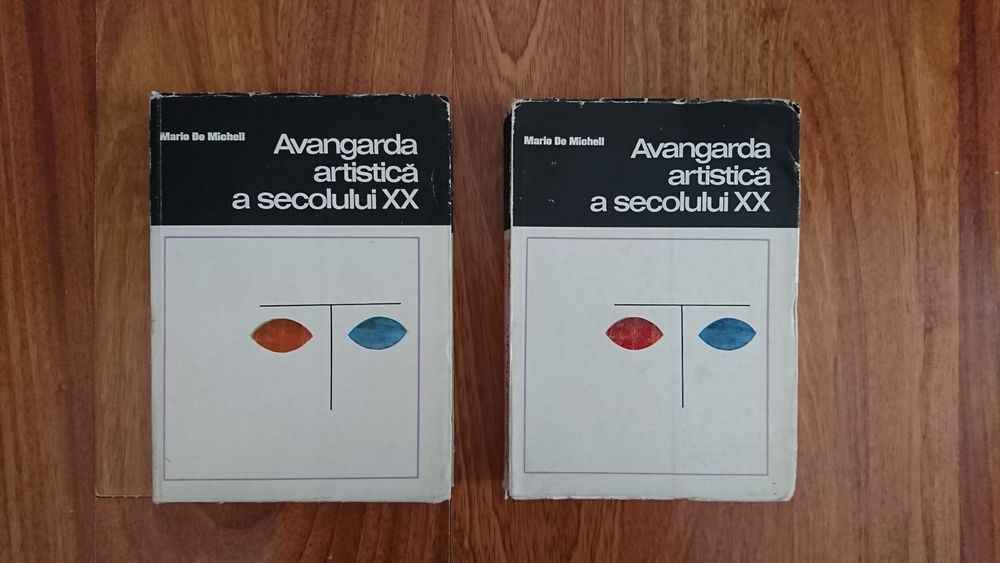 Mario De Micheli
Avangarda
artistică
a secolului XX
Mario De Micheli
Avangarda
artistică
a secolului XX